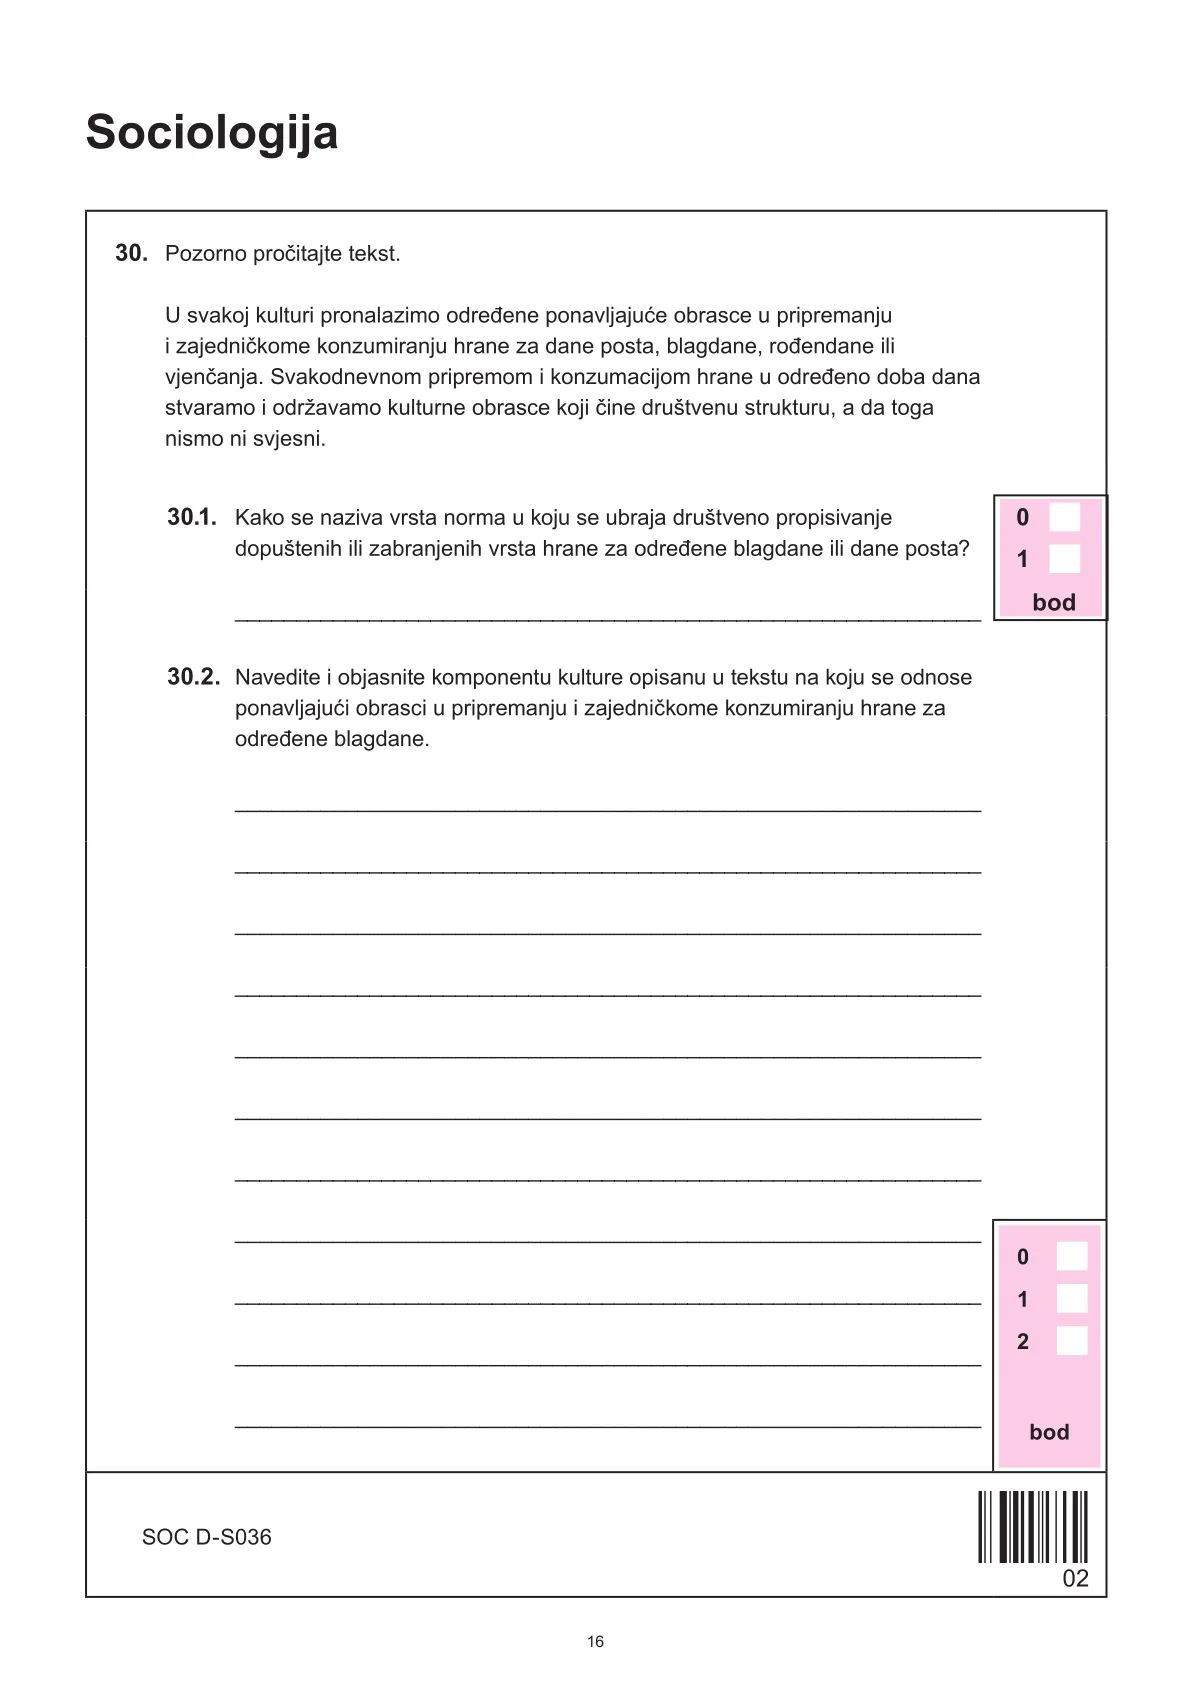 Sociologija
30. Pozorno pročitajte tekst.
U svakoj kulturi pronalazimo određene ponavljajuće obrasce u pripremanju
i zajedničkome konzumiranju hrane za dane posta, blagdane, rođendane ili
vjenčanja. Svakodnevnom pripremom i konzumacijom hrane u određeno doba dana
stvaramo i održavamo kulturne obrasce koji čine društvenu strukturu, a da toga
nismo ni svjesni.
30.1. Kako se naziva vrsta norma u koju se ubraja društveno propisivanje
dopuštenih ili zabranjenih vrsta hrane za određene blagdane ili dane posta?
0
1
bod
30.2. Navedite i objasnite komponentu kulture opisanu u tekstu na koju se odnose
ponavljajući obrasci u pripremanju i zajedničkome konzumiranju hrane za
određene blagdane.
0
1
2
bod
SOC D-S036
02
16